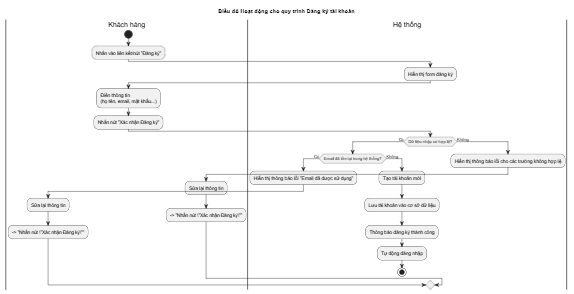 Biểu đồ Hoạt động cho quy trình Đăng ký tài khoản
Khách hàng
Hệ thống
Nhấn vào liên kết/nút "Đăng ký"
Hiển thị form đăng ký
Điền thông tin
(họ tên, email, mật khẩu...)
Nhấn nút "Xác nhận Đăng ký"
Có
Dữ liệu nhập có hợp lệ?
Không
Có
Email đã tồn tại trong hệ thống?
Không
Hiển thị thông báo lỗi cho các trường không hợp lệ
Hiển thị thông báo lỗi "Email đã được sử dụng"
Tạo tài khoản mới
Sửa lại thông tin
Sửa lại thông tin
Lưu tài khoản vào cơ sở dữ liệu
-> "Nhấn nút \"Xác nhận Đăng ký\""
-> "Nhấn nút \"Xác nhận Đăng ký\""
Thông báo đăng ký thành công
Tự động đăng nhập